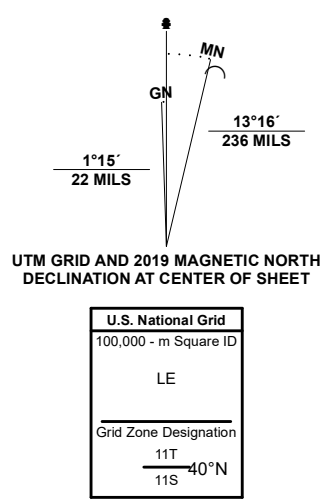 MN
GN
13°16´
236 MILS
1°15´
22 MILS
UTM GRID AND 2019 MAGNETIC NORTH
DECLINATION AT CENTER OF SHEET
U.S. National Grid
100,000 - m Square ID
LE
Grid Zone Designation
11T
40°N
11S